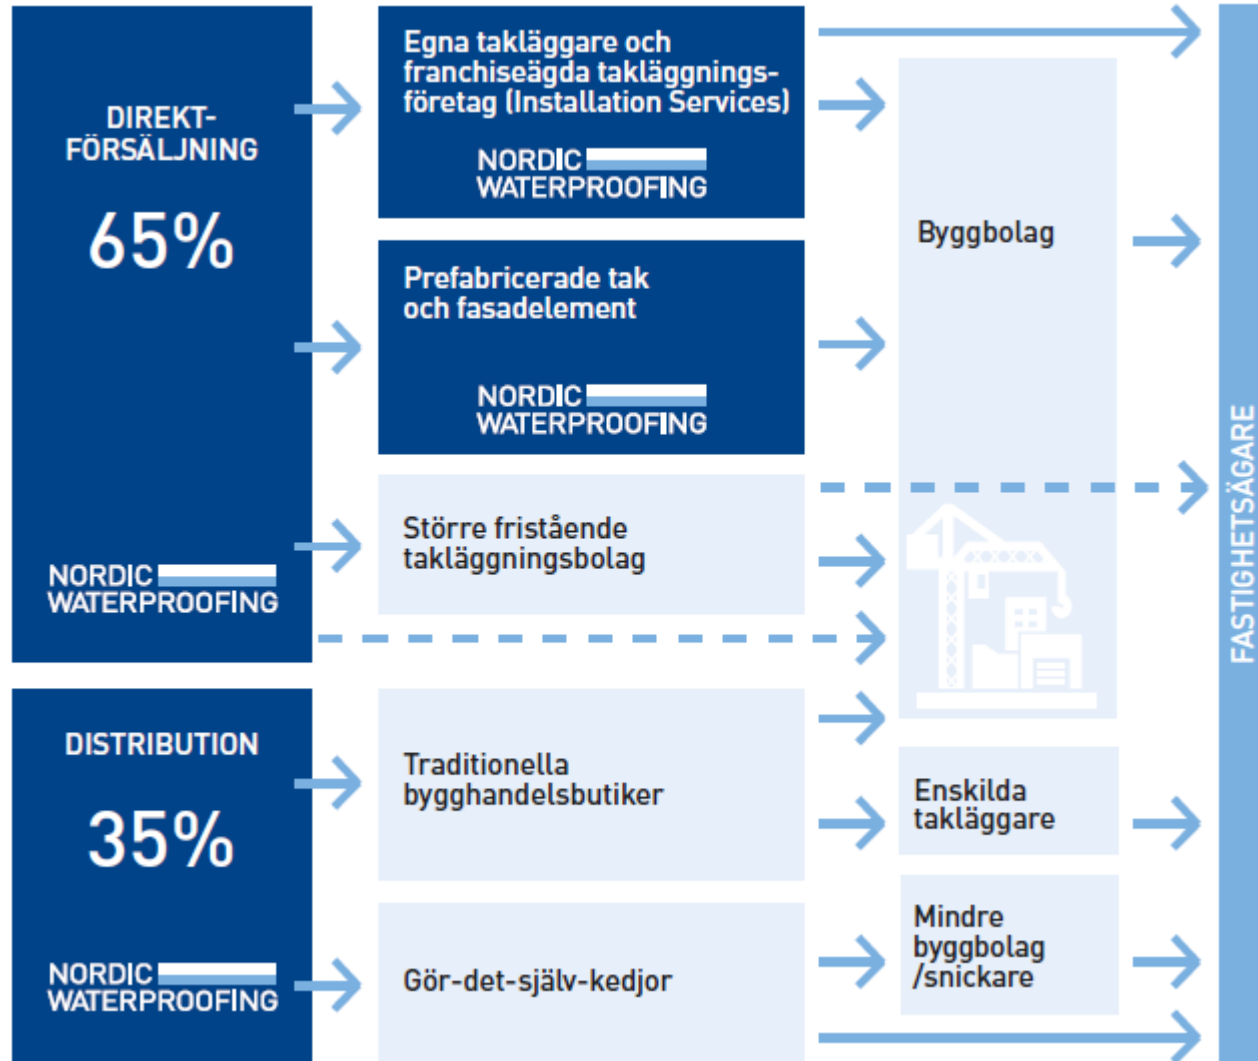 DIREKT-
FÖRSÄLJNING
65%
NORDIC
WATERPROOFING
Egna takläggare och
franchiseägda takläggnings-
företag (Installation Services)
NORDIC
WATERPROOFING
Prefabricerade tak
och fasadelement
NORDIC
WATERPROOFING
Större fristående
takläggningsbolag
Byggbolag
DISTRIBUTION
35%
NORDIC
WATERPROOFING
Traditionella
bygghandelsbutiker
Gör-det-själv-kedjor
Enskilda
takläggare
Mindre
byggbolag
/snickare
FASTIGHETSÄGARE